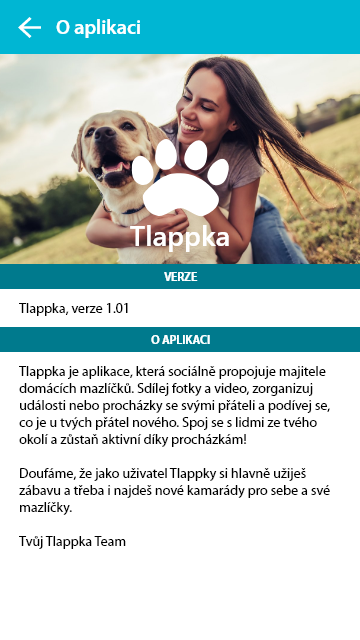 O aplikaci
Tlappka
VERZE
Tlappka, verze 1.01
O APLIKACI
Tlappka je aplikace, která sociálně propojuje majitele
domácích mazlíčků. Sdílej fotky a video, zorganizuj
události nebo procházky se svými přáteli a podívej se,
co je u tvých přátel nového. Spoj se s lidmi ze tvého
okolí a zůstaň aktivní díky procházkám!
Doufáme, že jako uživatel Tlappky si hlavně užiješ
zábavu a třeba i najdeš nové kamarády pro sebe a své
mazlíčky.
Tvůj Tlappka Team